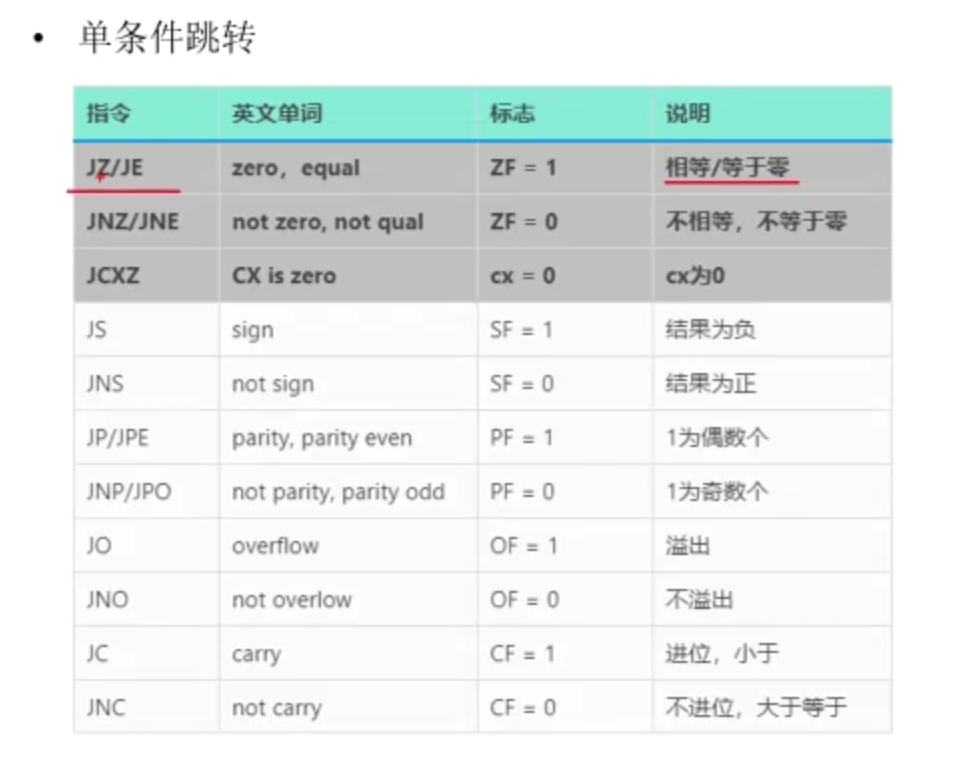 • 单条件跳转
指令 英文单词 标志 说明
JZ/JE zero，equal ZF = 1 相等/等于零
JNZ/JNE not zero, not qual ZF = 0 不相等，不等于零
JCXZ CX is zero cx = 0 cx为0
JS sign SF = 1 结果为负
JNS not sign SF = 0 结果为正
JP/JPE parity, parity even PF = 1 1为偶数个
JNP/JPO not parity, parity odd PF = 0 1为奇数个
JO overflow OF = 1 溢出
JNO not overlow OF = 0 不溢出
JC carry CF = 1 进位，小于
JNC not carry CF = 0 不进位，大于等于